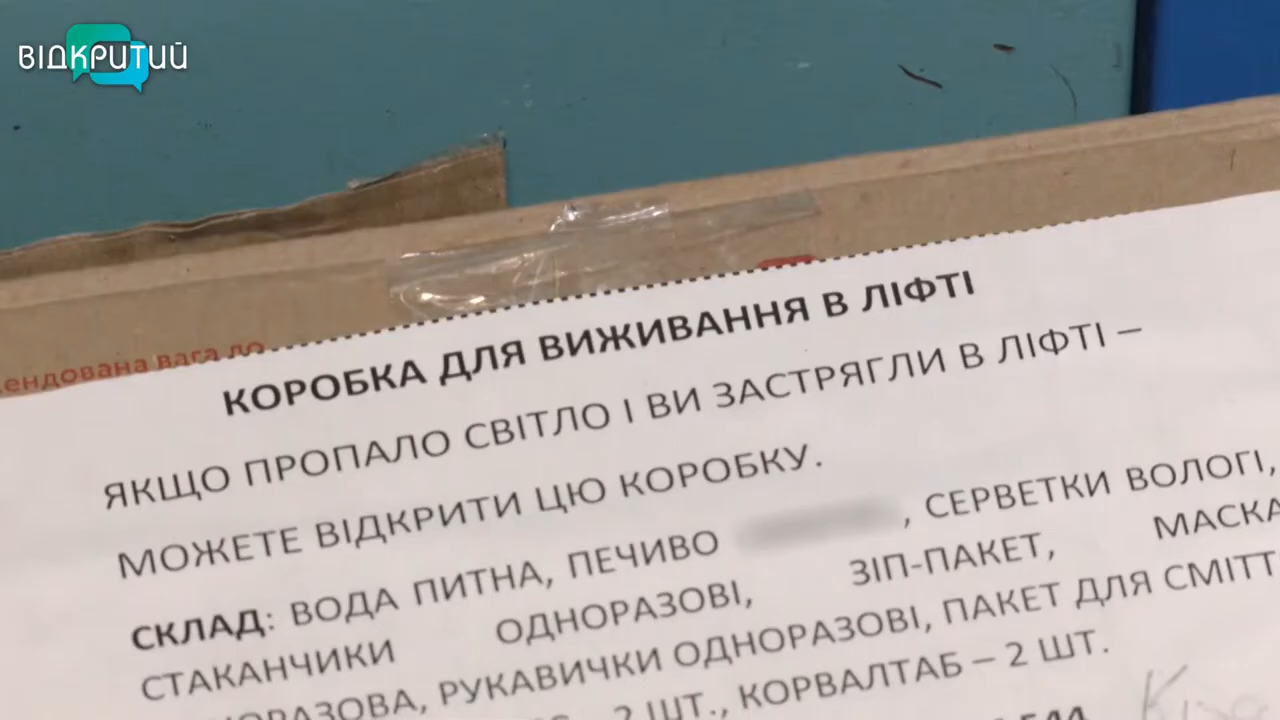 ВІДКРИТИЙ
вага до
КОРОБКА ДЛЯ ВИЖИВАННЯ В ЛІФТІ
ЯКЩО ПРОПАЛО СВІТЛО І ВИ ЗАСТРЯГЛИ В ЛІФТІ –
МОЖЕТЕ ВІДКРИТИ ЦЮ КОРОБКУ.
СКЛАД: ВОДА ПИТНА, ПЕЧИВО , СЕРВЕТКИ ВОЛОГІ,
СТАКАНЧИКИ ОДНОРАЗОВІ, ЗІП-ПАКЕТ, МАСКА
РУКАВИЧКИ ОДНОРАЗОВІ, ПАКЕТ ДЛЯ СМІТТ
2 ШТ., КОРВАЛТАБ – 2 ШТ.